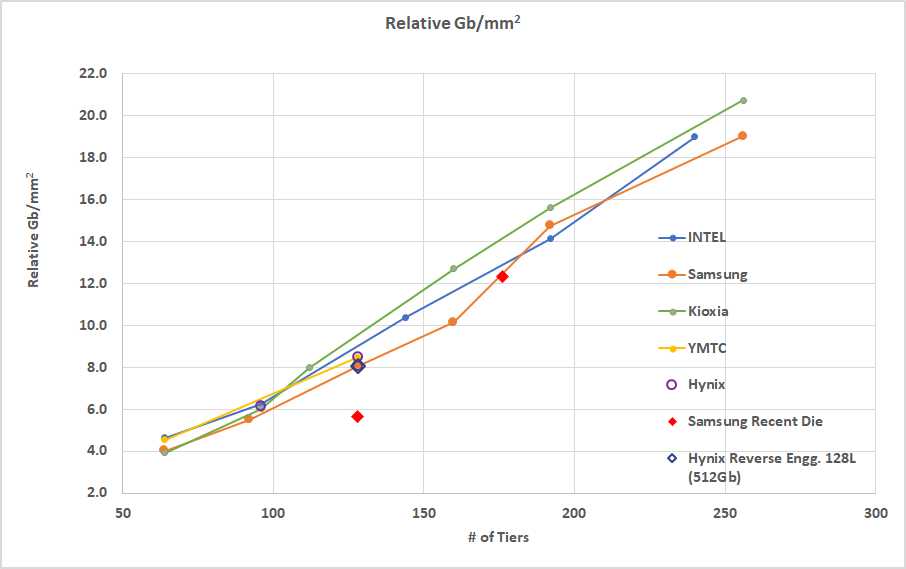 Relative Gb/mm²
22.0
20.0
18.0
16.0
14.0
12.0
10.0
8.0
6.0
4.0
2.0
Relative Gb/mm²
50 100 150 200 250 300
# of Tiers
INTEL
Samsung
Kioxia
YMTC
Hynix
Samsung Recent Die
Hynix Reverse Engg. 128L
(512Gb)